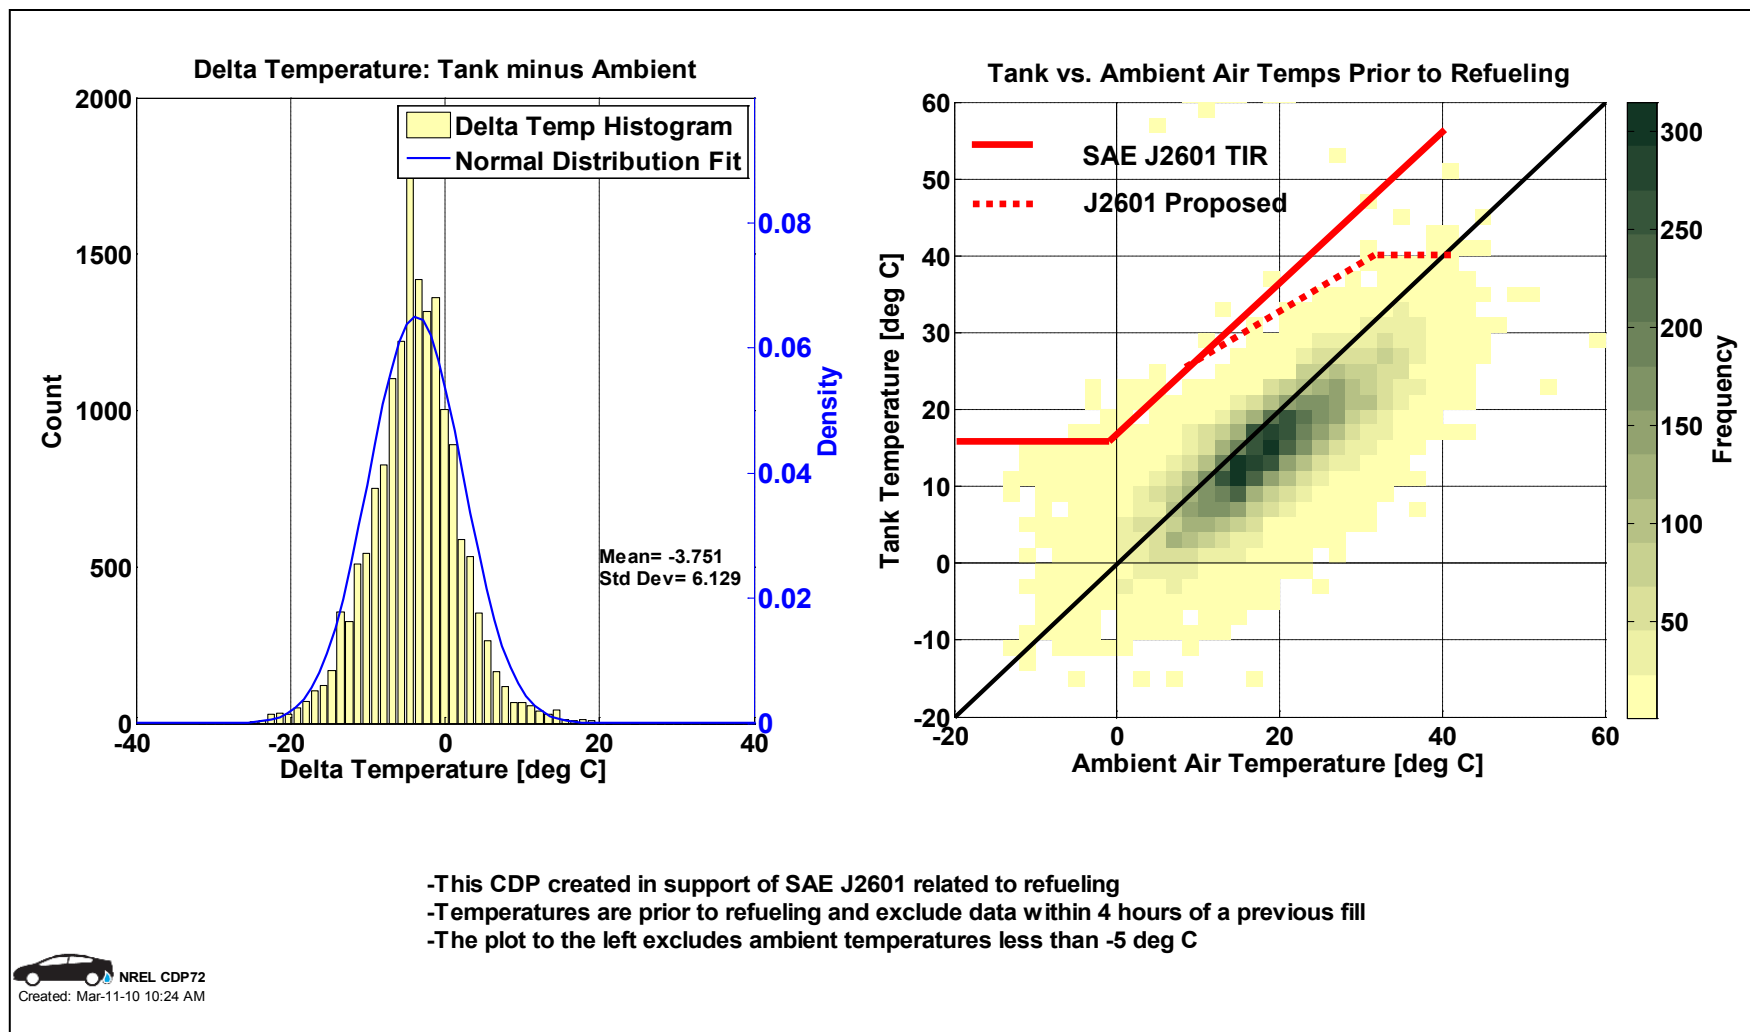 Delta Temperature: Tank minus Ambient
2000
1500
1000
500
0
Count
Delta Temp Histogram
Normal Distribution Fit
0.08
0.06
0.04
0.02
0
Density
Mean= -3.751
Std Dev= 6.129
-40
-20
0
20
40
Delta Temperature [deg C]
Tank vs. Ambient Air Temps Prior to Refueling
60
50
40
30
20
10
0
-10
-20
Tank Temperature [deg C]
SAE J2601 TIR
J2601 Proposed
-20
0
20
40
60
Ambient Air Temperature [deg C]
300
250
200
150
100
50
Frequency
-This CDP created in support of SAE J2601 related to refueling
-Temperatures are prior to refueling and exclude data within 4 hours of a previous fill
-The plot to the left excludes ambient temperatures less than -5 deg C
NREL CDP72
Created: Mar-11-10 10:24 AM